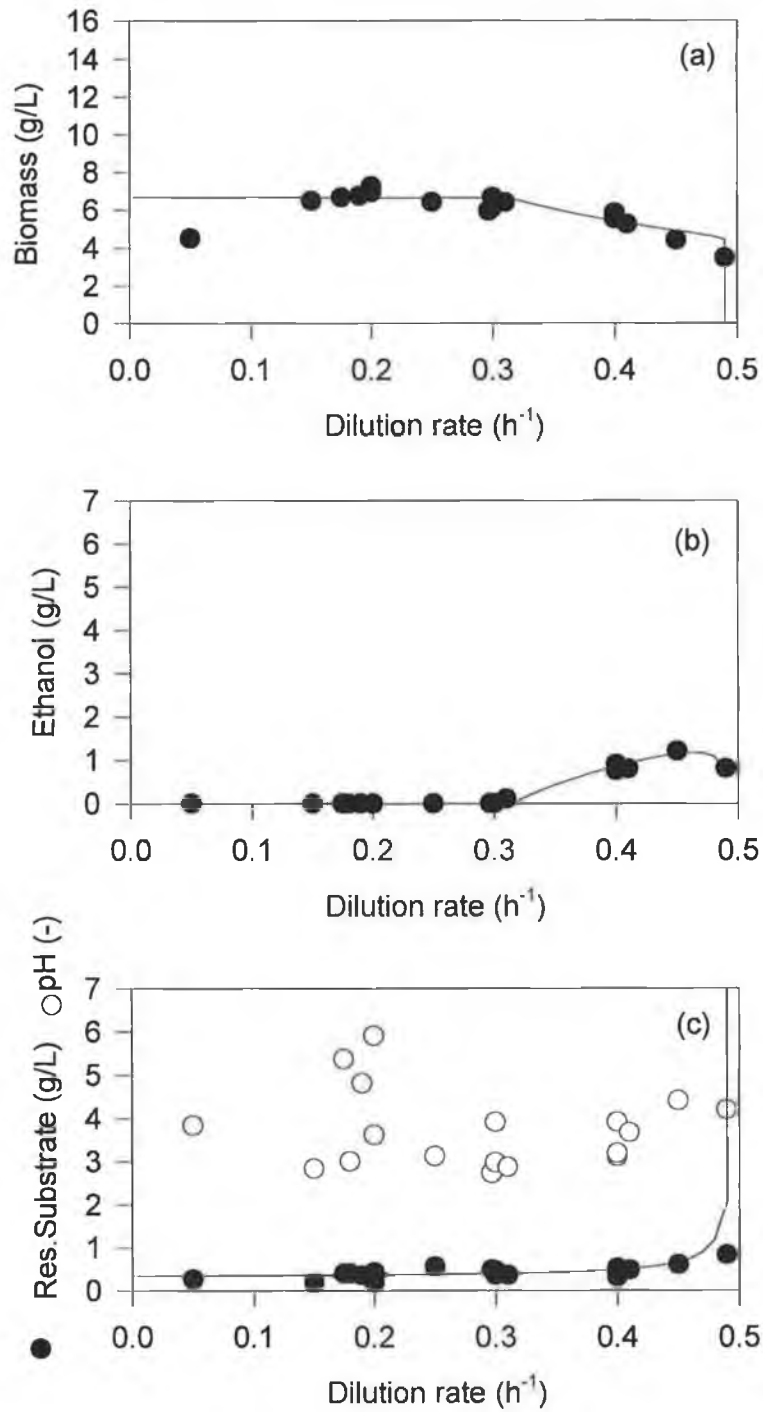 16
14
12
10
8
6
4
2
0
Biomass (g/L)
(a)
0.0 0.1 0.2 0.3 0.4 0.5
Dilution rate (h⁻¹)
7
6
5
4
3
2
1
0
Ethanol (g/L)
(b)
0.0 0.1 0.2 0.3 0.4 0.5
Dilution rate (h⁻¹)
7
6
5
4
3
2
1
0
● Res.Substrate (g/L) ○pH (-)
(c)
0.0 0.1 0.2 0.3 0.4 0.5
Dilution rate (h⁻¹)